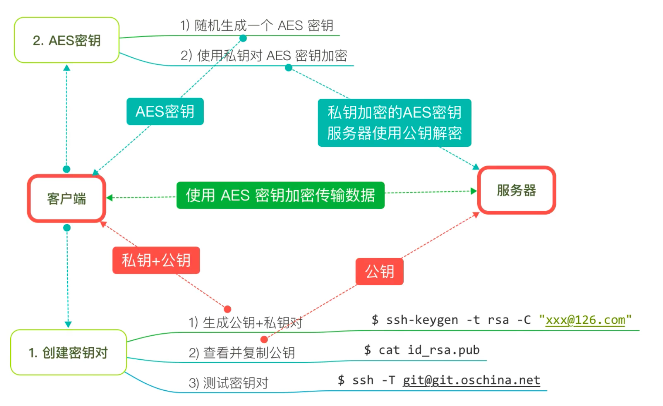 1) 随机生成一个 AES 密钥
2. AES密钥
2) 使用私钥对 AES 密钥加密
AES密钥
私钥加密的AES密钥
服务器使用公钥解密
客户端
使用 AES 密钥加密传输数据
服务器
私钥+公钥
公钥
1) 生成公钥+私钥对
$ ssh-keygen -t rsa -C "xxx@126.com"
1. 创建密钥对
2) 查看并复制公钥
$ cat id_rsa.pub
3) 测试密钥对
$ ssh -T git@git.oschina.net